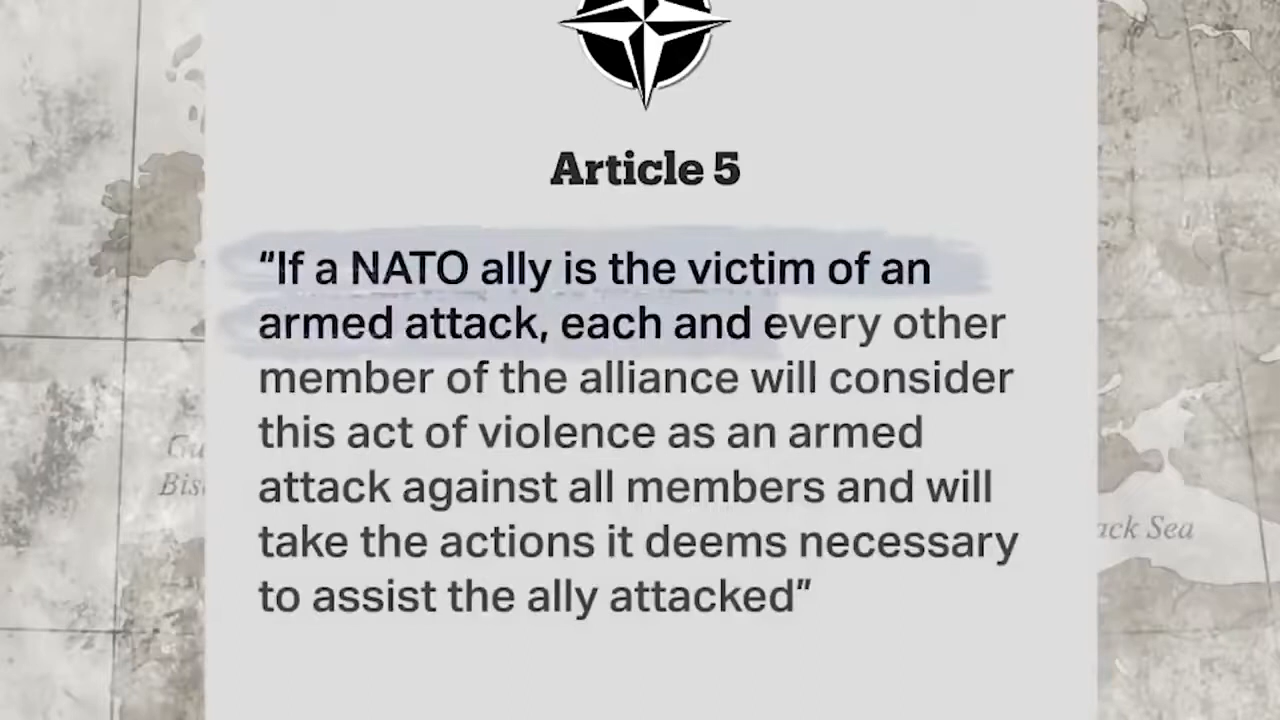 Article 5
“If a NATO ally is the victim of an
armed attack, each and every other
member of the alliance will consider
this act of violence as an armed
attack against all members and will
take the actions it deems necessary
to assist the ally attacked”
ack Sea